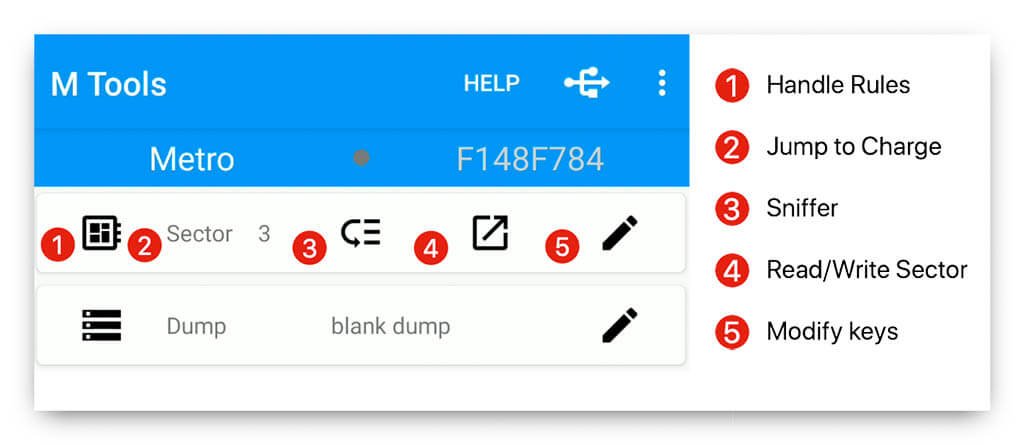 M Tools HELP
Metro F148F784
1 2 Sector 3 3 4 5
Dump blank dump
1 Handle Rules
2 Jump to Charge
3 Sniffer
4 Read/Write Sector
5 Modify keys